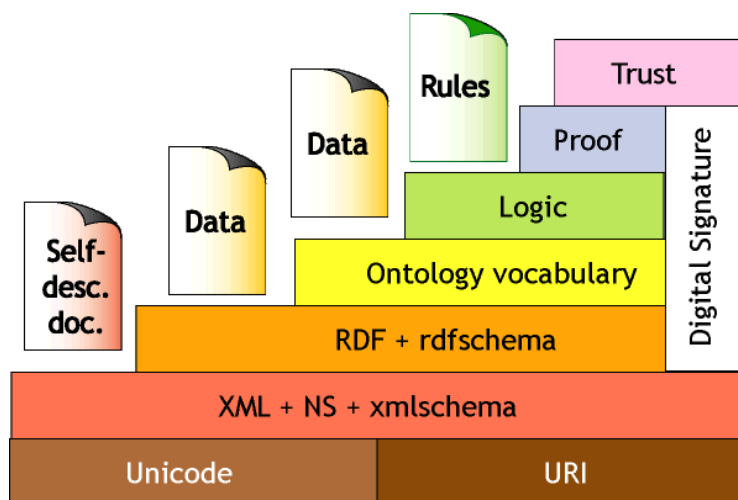 Rules
Trust
Data
Proof
Data
Logic
Self-
desc.
doc.
Ontology vocabulary
Digital Signature
RDF + rdfschema
XML + NS + xmlschema
Unicode
URI